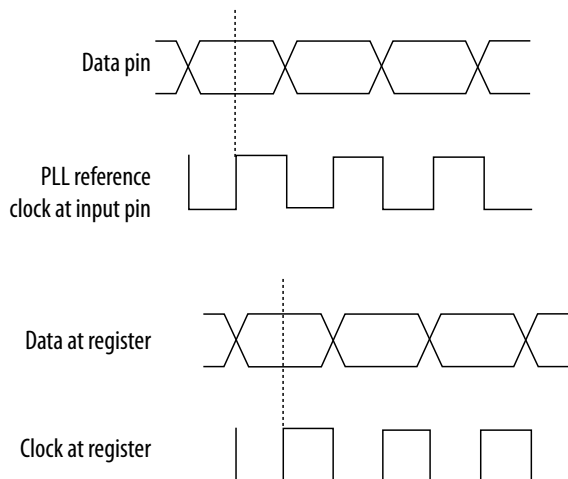 Data pin
PLL reference
clock at input pin
Data at register
Clock at register